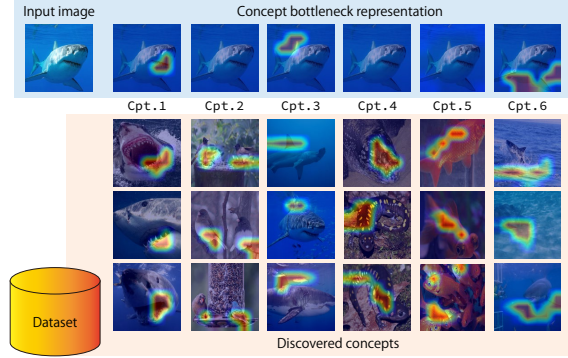 Input image
Concept bottleneck representation
Cpt.1 Cpt.2 Cpt.3 Cpt.4 Cpt.5 Cpt.6
Dataset
Discovered concepts